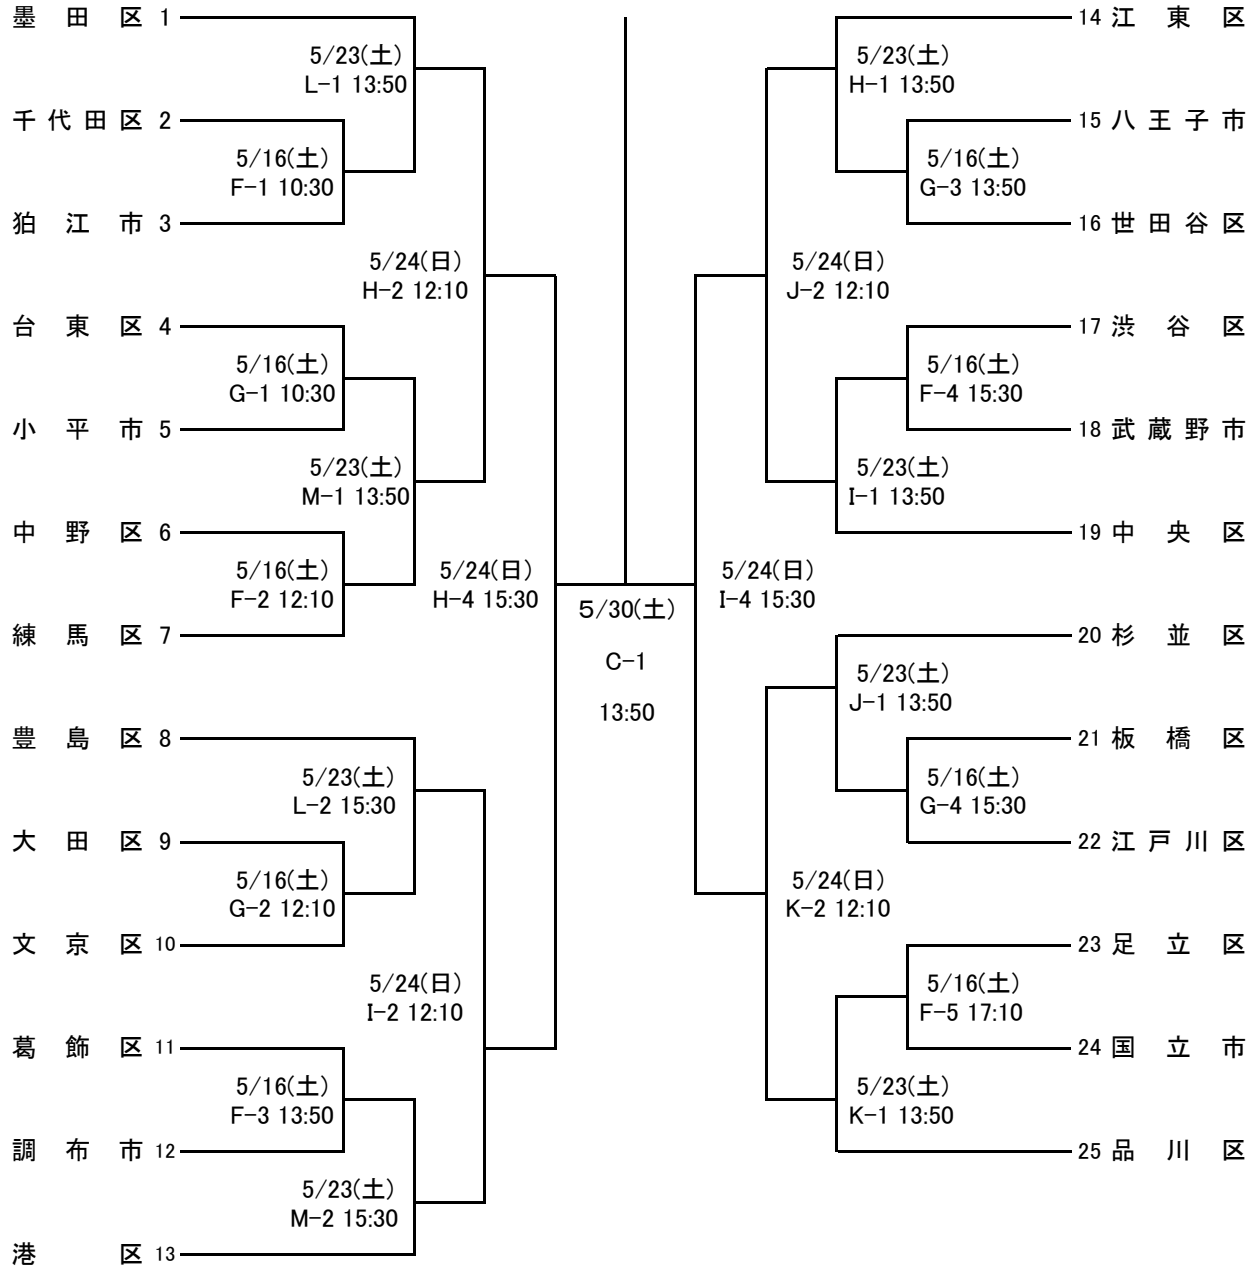 墨田区 1
5/23(土)
L-1 13:50
千代田区 2
5/16(土)
F-1 10:30
狛江市 3
5/24(日)
H-2 12:10
台東区 4
5/16(土)
G-1 10:30
小平市 5
5/23(土)
M-1 13:50
中野区 6
5/16(土)
F-2 12:10
練馬区 7
5/24(日)
H-4 15:30
豊島区 8
5/23(土)
L-2 15:30
大田区 9
5/16(土)
G-2 12:10
文京区 10
5/24(日)
I-2 12:10
葛飾区 11
5/16(土)
F-3 13:50
調布市 12
5/23(土)
M-2 15:30
港区 13
5/30(土)
C-1
13:50
14 江東区
5/23(土)
H-1 13:50
15 八王子市
5/16(土)
G-3 13:50
16 世田谷区
5/24(日)
J-2 12:10
17 渋谷区
5/16(土)
F-4 15:30
18 武蔵野市
5/23(土)
I-1 13:50
19 中央区
5/24(日)
I-4 15:30
20 杉並区
5/23(土)
J-1 13:50
21 板橋区
5/16(土)
G-4 15:30
22 江戸川区
5/24(日)
K-2 12:10
23 足立区
5/16(土)
F-5 17:10
24 国立市
5/23(土)
K-1 13:50
25 品川区